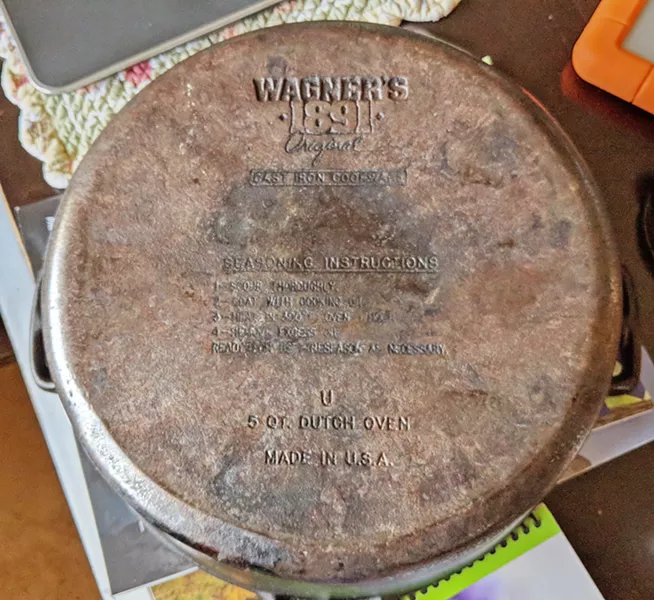 WAGNER'S
·1891·
Original
CAST IRON COOKWARE
SEASONING INSTRUCTIONS
1-SCOUR THOROUGHLY.
2-COAT WITH COOKING OIL
3-HEAT IN OVEN
4-REMOVE EXCESS OIL
READY FOR USE. RESEASON AS NECESSARY.
U
5 QT. DUTCH OVEN
MADE IN U.S.A.